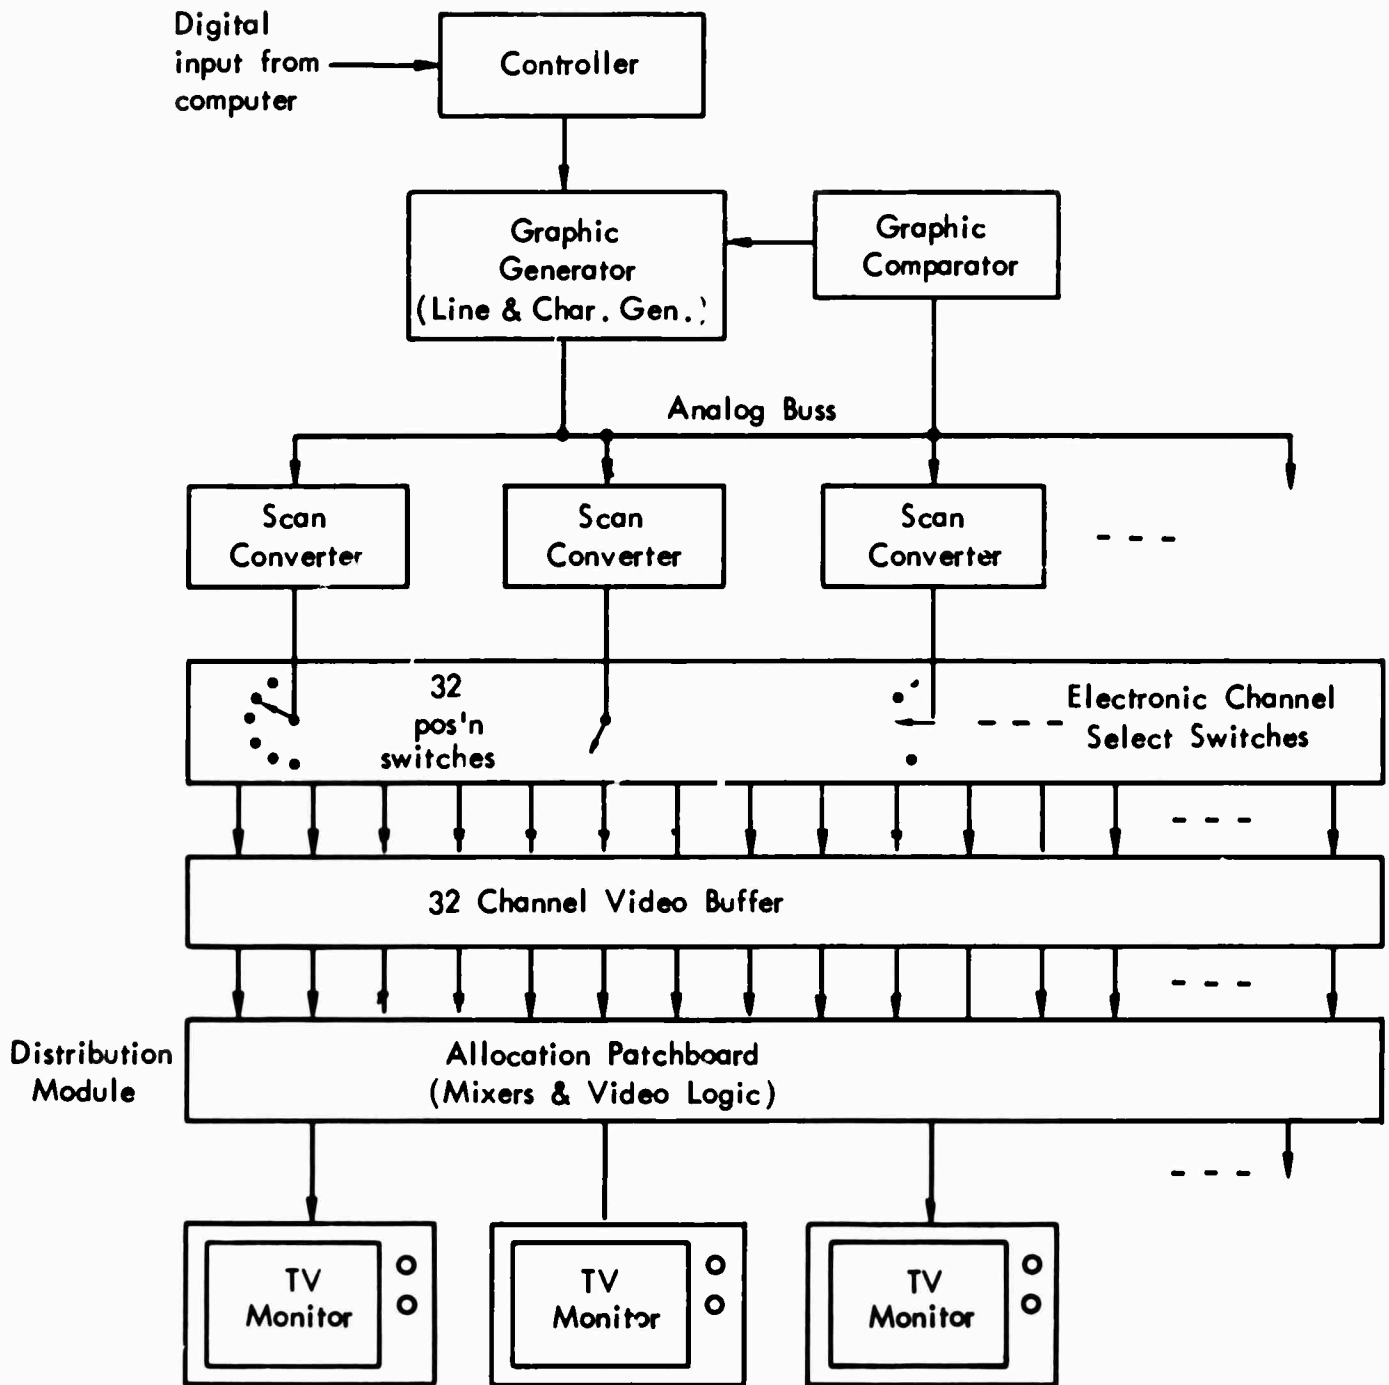 Digital
input from
computer
Controller
Graphic
Generator
(Line & Char. Gen.)
Graphic
Comparator
Analog Buss
Scan
Converter
Scan
Converter
Scan
Converter
32
pos'n
switches
Electronic Channel
Select Switches
32 Channel Video Buffer
Distribution
Module
Allocation Patchboard
(Mixers & Video Logic)
TV
Monitor
TV
Monitor
TV
Monitor